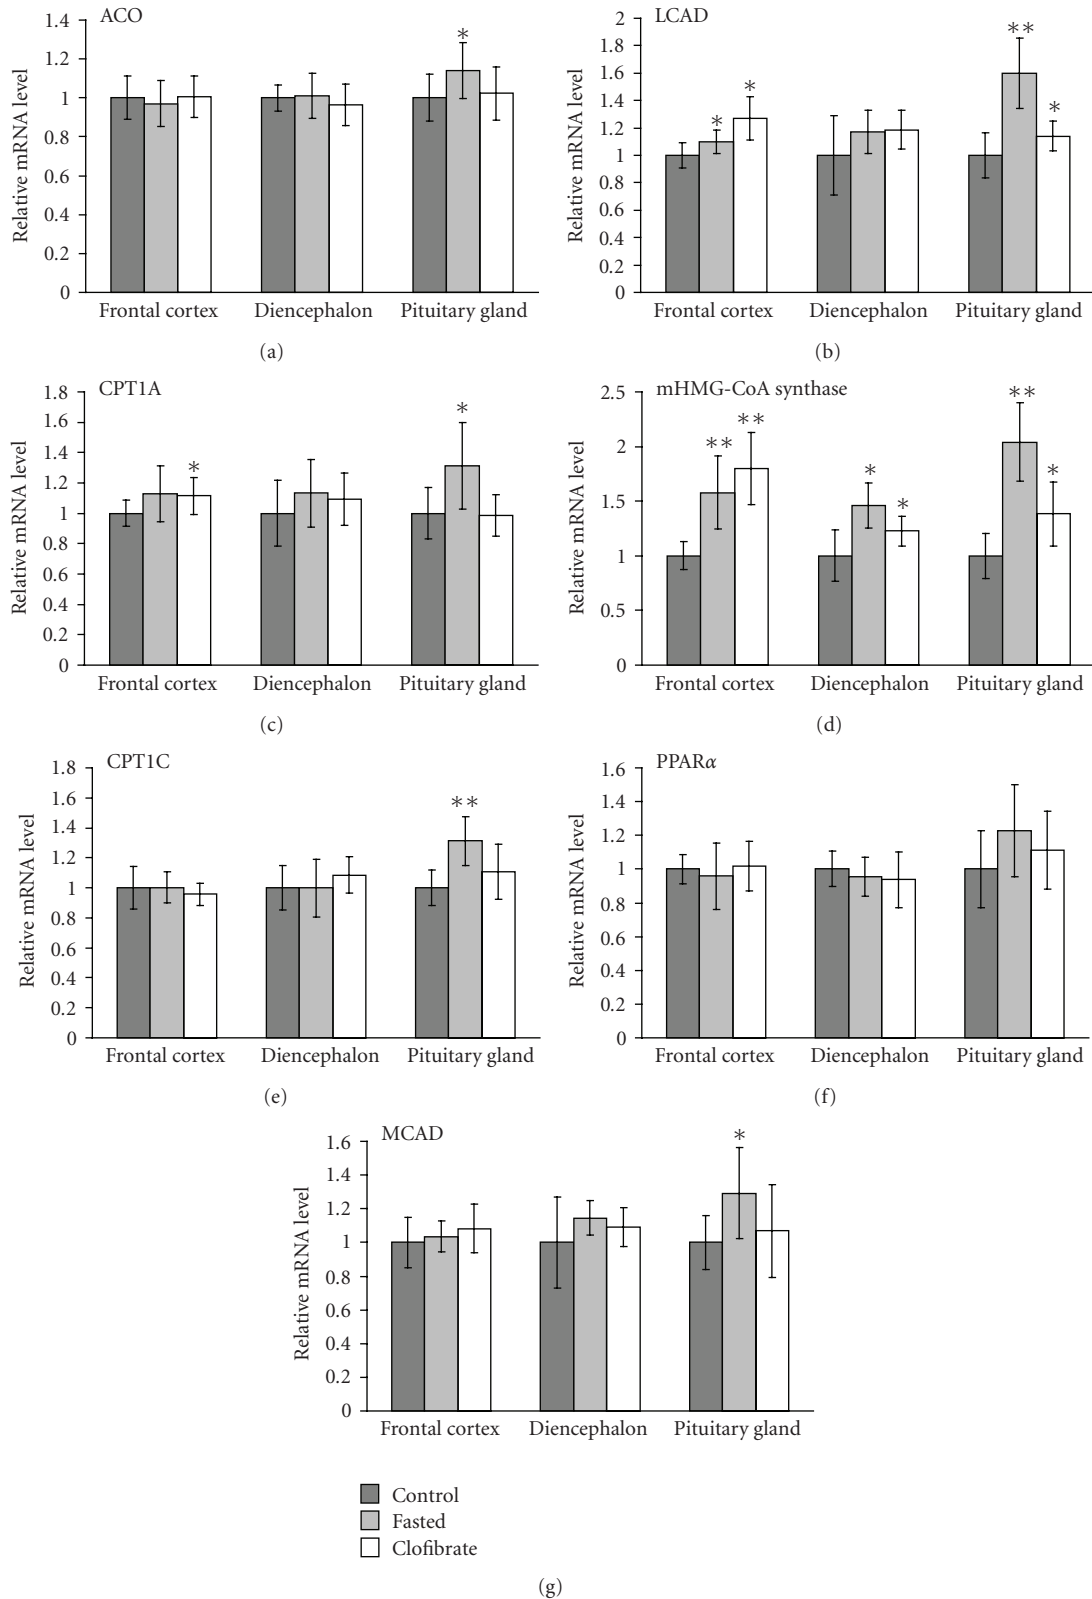 ACO
1.4
1.2
1
0.8
0.6
0.4
0.2
0
Relative mRNA level
*
Frontal cortex Diencephalon Pituitary gland
(a)
LCAD
2
1.8
1.6
1.4
1.2
1
0.8
0.6
0.4
0.2
0
Relative mRNA level
* * ** *
Frontal cortex Diencephalon Pituitary gland
(b)
CPT1A
1.8
1.6
1.4
1.2
1
0.8
0.6
0.4
0.2
0
Relative mRNA level
* *
Frontal cortex Diencephalon Pituitary gland
(c)
mHMG-CoA synthase
2.5
2
1.5
1
0.5
0
Relative mRNA level
** ** * * ** *
Frontal cortex Diencephalon Pituitary gland
(d)
CPT1C
1.8
1.6
1.4
1.2
1
0.8
0.6
0.4
0.2
0
Relative mRNA level
**
Frontal cortex Diencephalon Pituitary gland
(e)
PPARα
1.6
1.4
1.2
1
0.8
0.6
0.4
0.2
0
Relative mRNA level
Frontal cortex Diencephalon Pituitary gland
(f)
MCAD
1.6
1.4
1.2
1
0.8
0.6
0.4
0.2
0
Relative mRNA level
*
Frontal cortex Diencephalon Pituitary gland
Control
Fasted
Clofibrate
(g)